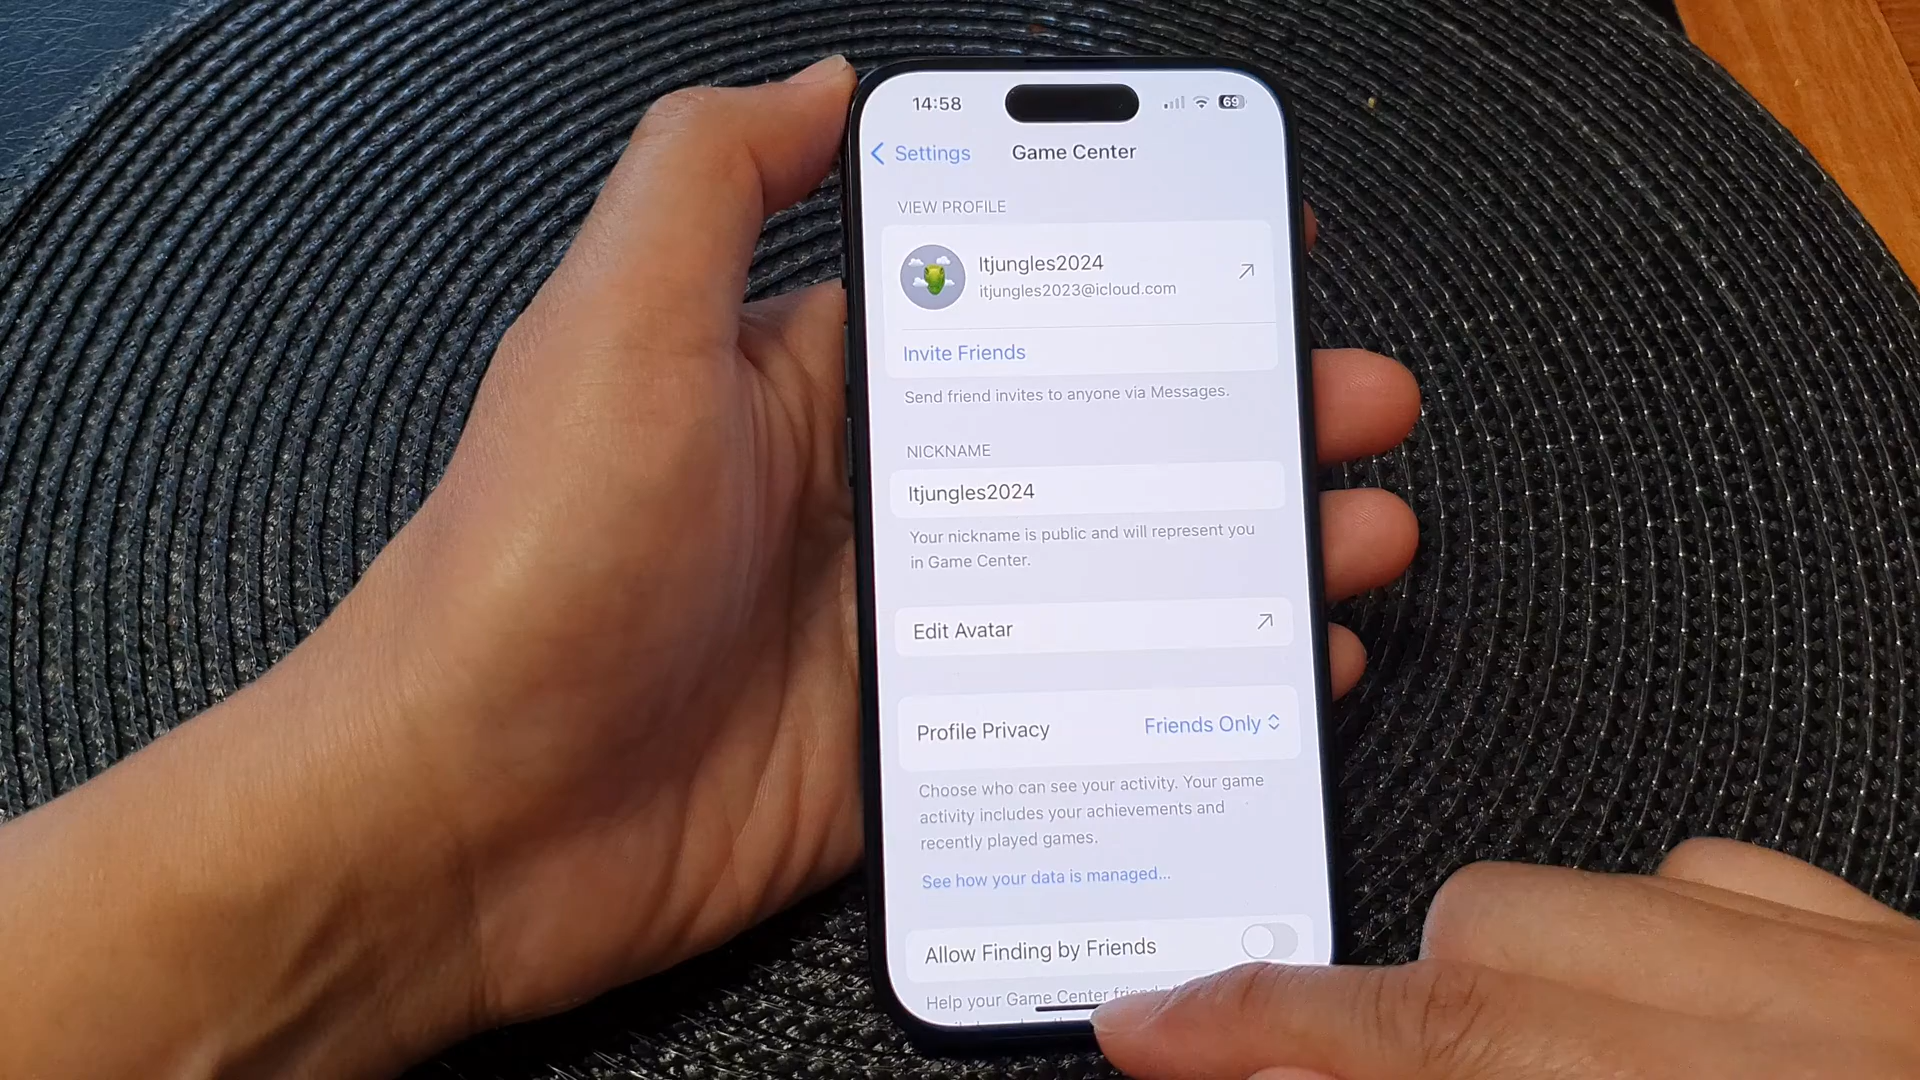 14:58
69
Settings
Game Center
VIEW PROFILE
Itjungles2024
itjungles2023@icloud.com
Invite Friends
Send friend invites to anyone via Messages.
NICKNAME
Itjungles2024
Your nickname is public and will represent you
in Game Center.
Edit Avatar
Profile Privacy
Friends Only
Choose who can see your activity. Your game
activity includes your achievements and
recently played games.
See how your data is managed...
Allow Finding by Friends
Help your Game Center